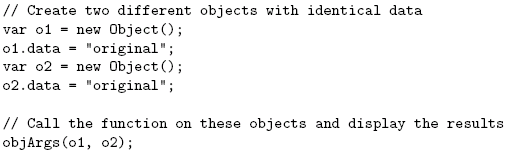 // Create two different objects with identical data
var o1 = new Object();
o1.data = "original";
var o2 = new Object();
o2.data = "original";

// Call the function on these objects and display the results
objArgs(o1, o2);